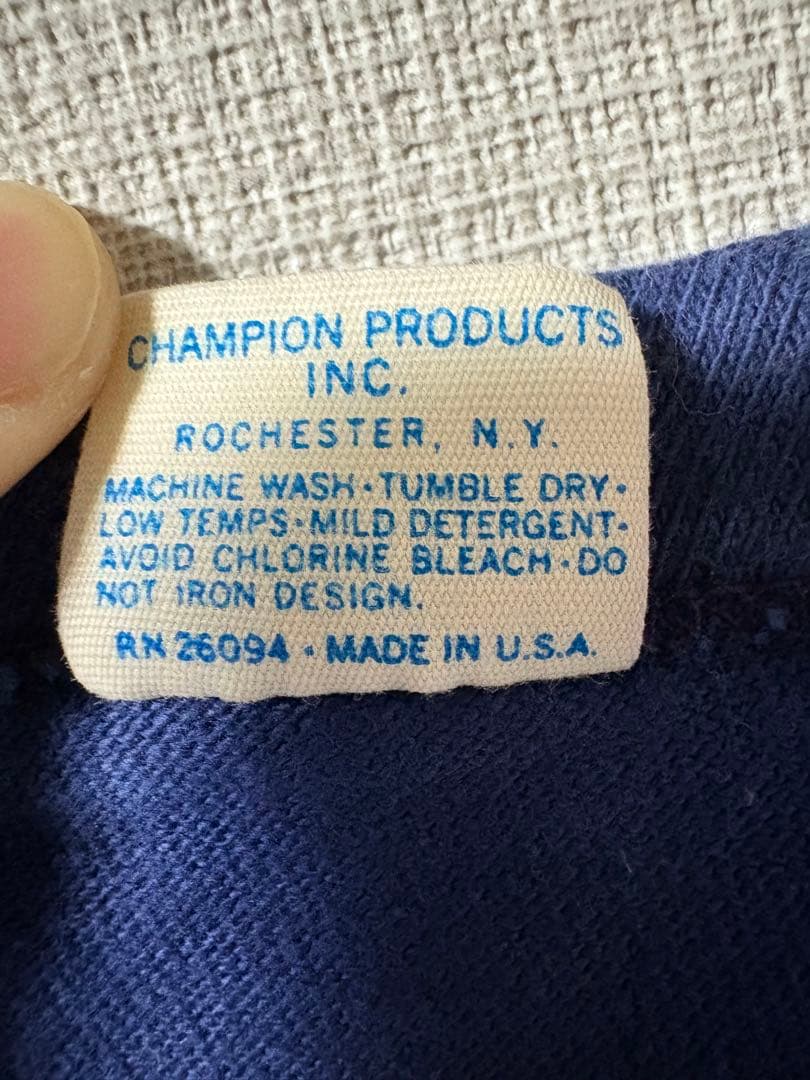 CHAMPION PRODUCTS
INC.
ROCHESTER, N.Y.
MACHINE WASH·TUMBLE DRY·
LOW TEMPS·MILD DETERGENT·
AVOID CHLORINE BLEACH·DO
NOT IRON DESIGN.
RN 26094 · MADE IN U.S.A.